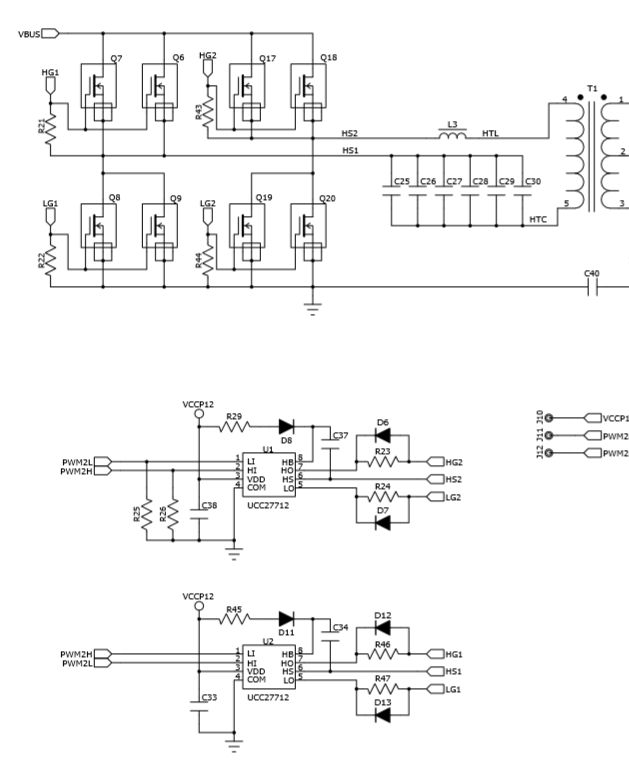 VBUS
Q7 Q6 Q17 Q18
HG1 HG2
R21 R43
T1
4 1
L3
HS2 HTL
HS1
2
C25 C26 C27 C28 C29 C30
LG1 Q8 Q9 LG2 Q19 Q20
5 3
HTC
R22 R44
C40
VCCP12
R29
D8
C37
D6
U1
R23
PWM2L 1 LI HB 8 HG2
PWM2H 2 HI HO 7
3 VDD HS 6 HS2
4 COM LO 5
R24
LG2
UCC27712
D7
R25 R26 C38
J10 VCCP1
J11 PWM2
J12 PWM2
VCCP12
R45
D11
C34
D12
U2
R46
PWM2H 1 LI HB 8 HG1
PWM2L 2 HI HO 7
3 VDD HS 6 HS1
4 COM LO 5
R47
LG1
UCC27712
D13
C33